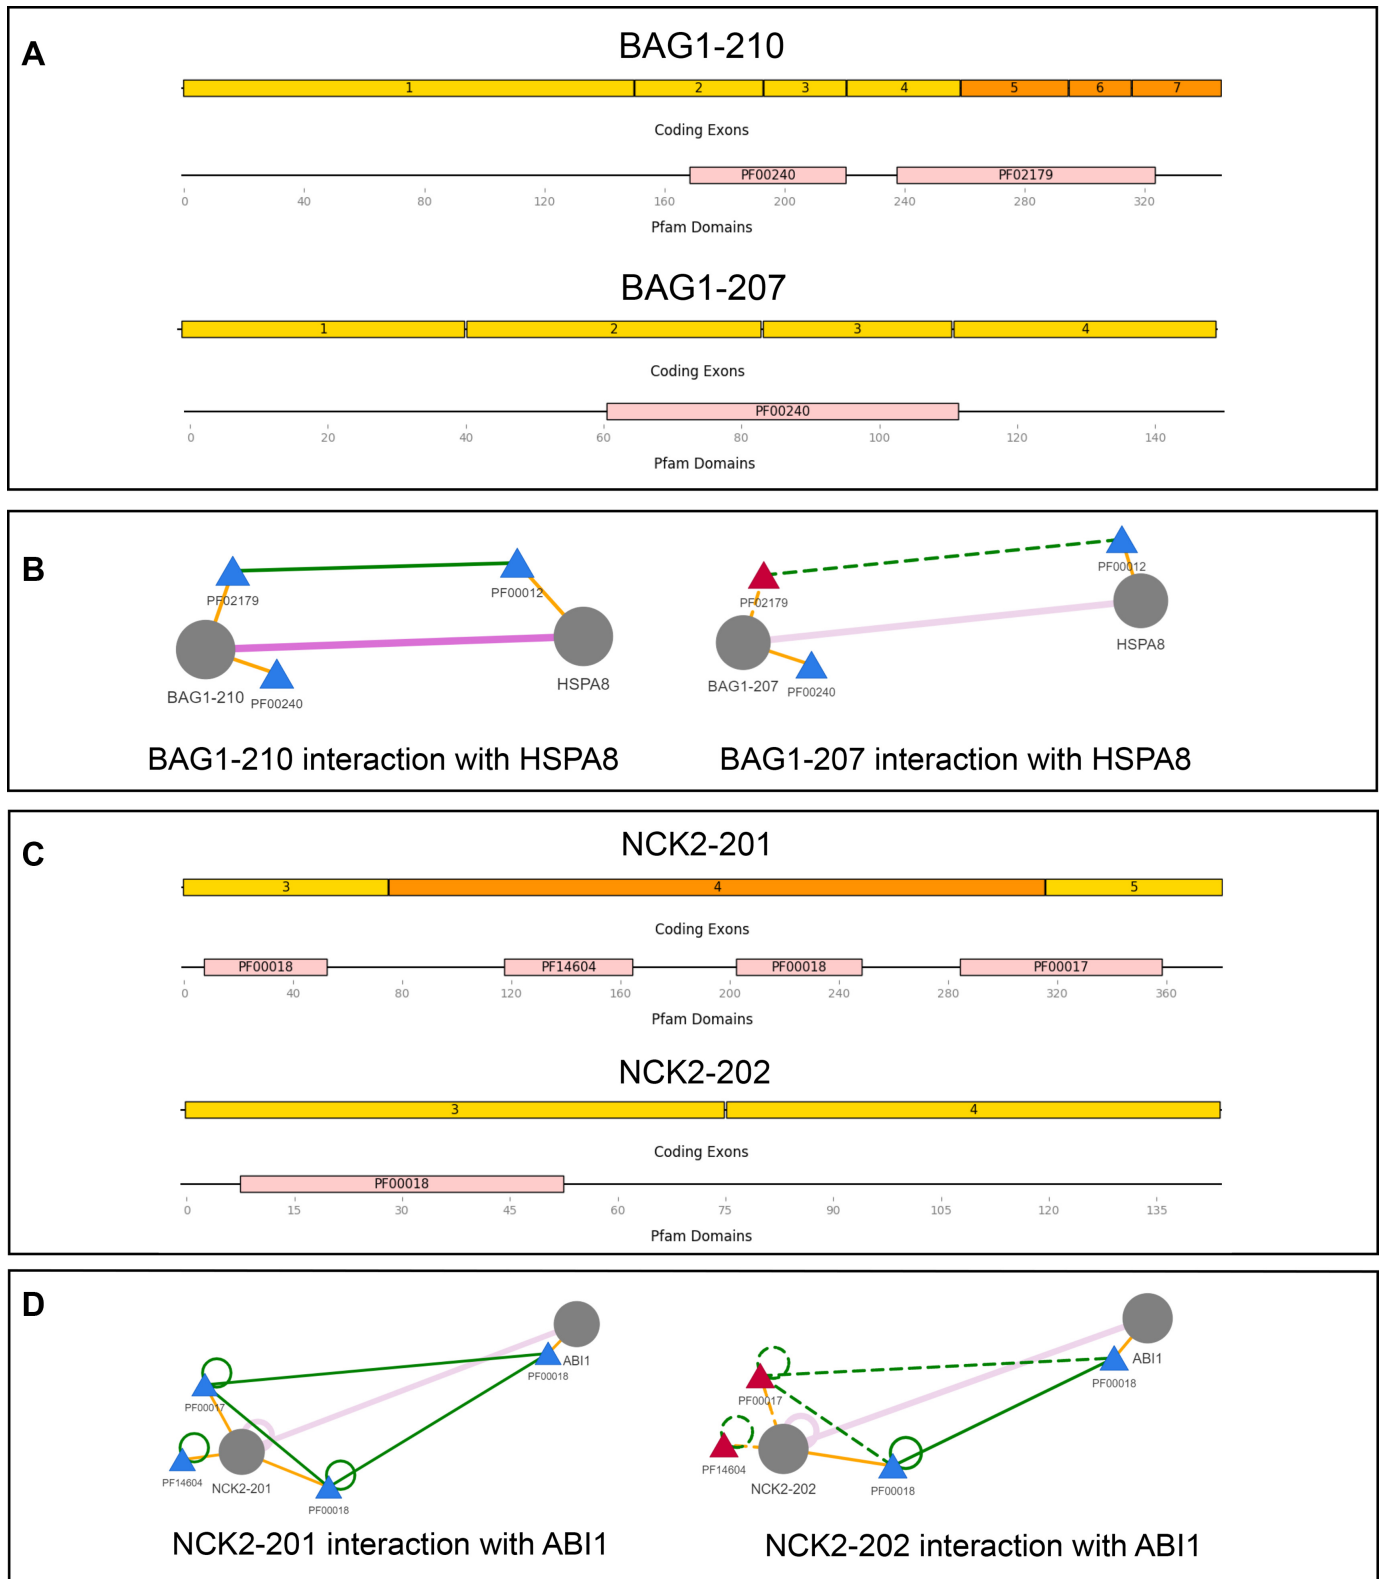 A
BAG1-210
1 2 3 4 5 6 7
Coding Exons
PF00240 PF02179
0 40 80 120 160 200 240 280 320
Pfam Domains
BAG1-207
1 2 3 4
Coding Exons
PF00240
0 20 40 60 80 100 120 140
Pfam Domains
B
PF02179 PF00012
BAG1-210 PF00240 HSPA8
BAG1-210 interaction with HSPA8
PF02179 PF00012
BAG1-207 PF00240 HSPA8
BAG1-207 interaction with HSPA8
C
NCK2-201
3 4 5
Coding Exons
PF00018 PF14604 PF00018 PF00017
0 40 80 120 160 200 240 280 320 360
Pfam Domains
NCK2-202
3 4
Coding Exons
PF00018
0 15 30 45 60 75 90 105 120 135
Pfam Domains
D
ABI1
PF00018
PF00017
PF14604 NCK2-201
PF00018
NCK2-201 interaction with ABI1
ABI1
PF00018
PF00017
PF14604
NCK2-202 PF00018
NCK2-202 interaction with ABI1